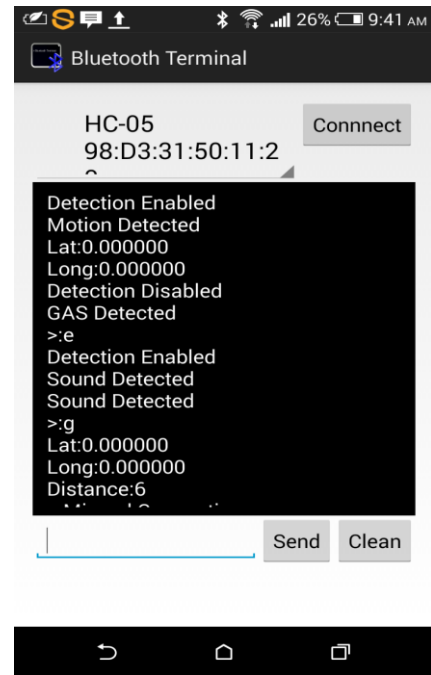 26% 9:41 AM
Bluetooth Terminal
HC-05
98:D3:31:50:11:2
Connnect
Detection Enabled
Motion Detected
Lat:0.000000
Long:0.000000
Detection Disabled
GAS Detected
>:e
Detection Enabled
Sound Detected
Sound Detected
>:g
Lat:0.000000
Long:0.000000
Distance:6
Send Clean